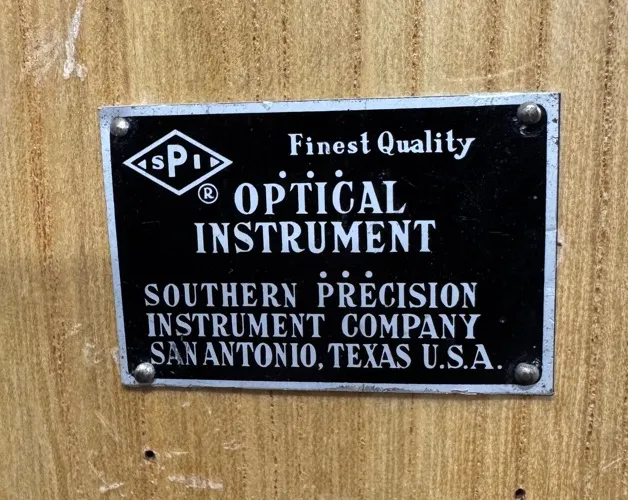 SPI
®
Finest Quality
OPTICAL
INSTRUMENT
SOUTHERN PRECISION
INSTRUMENT COMPANY
SAN ANTONIO, TEXAS U.S.A.